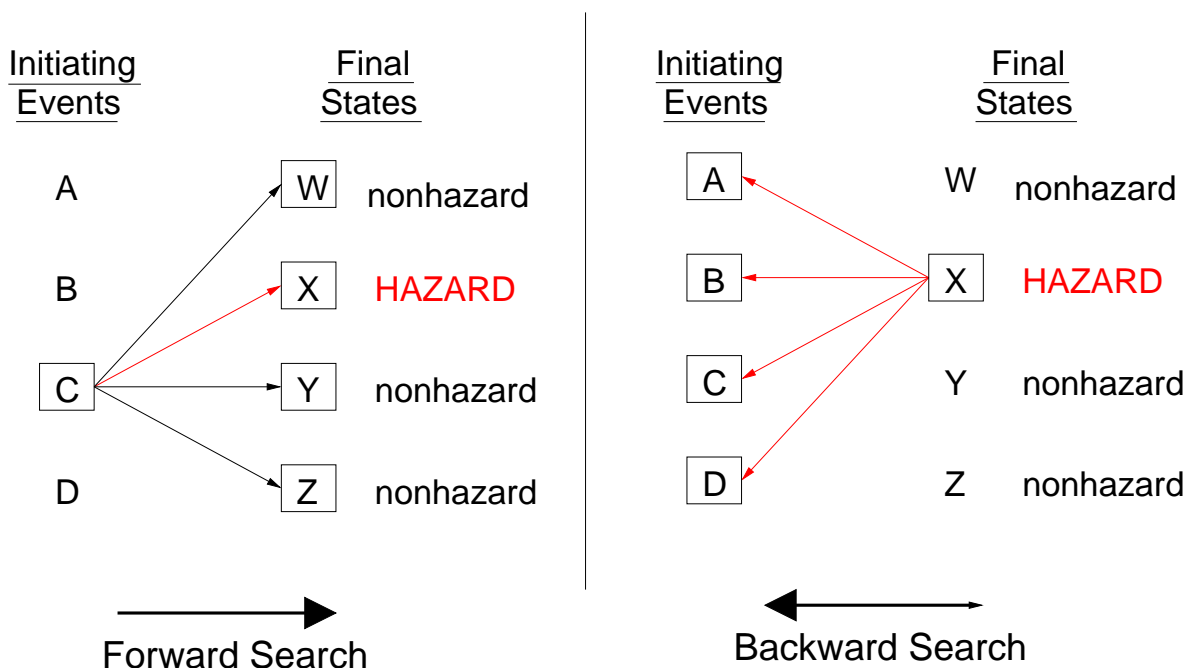 Initiating
Events
Final
States
A
W
nonhazard
B
X
HAZARD
C
Y
nonhazard
D
Z
nonhazard
Forward Search
Initiating
Events
Final
States
A
W
nonhazard
B
X
HAZARD
C
Y
nonhazard
D
Z
nonhazard
Backward Search